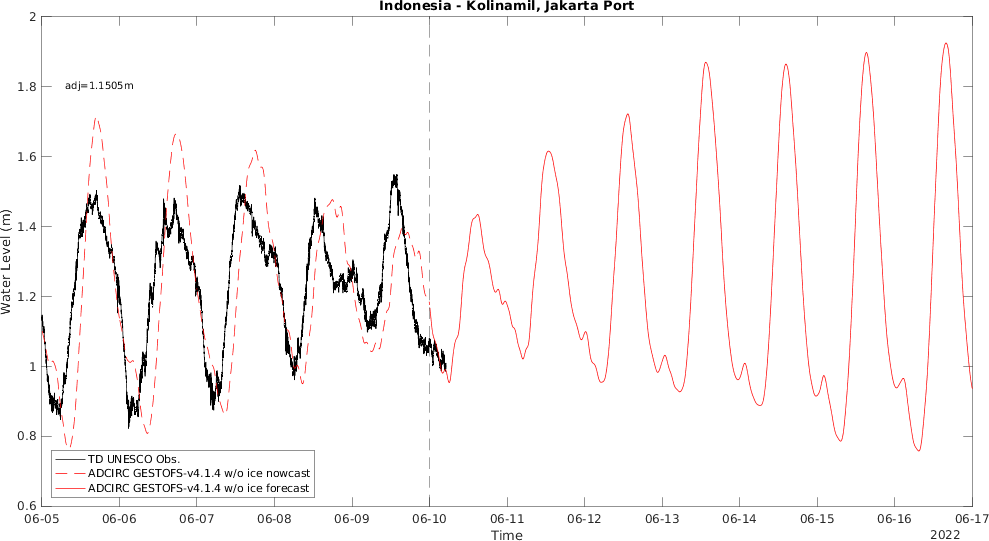 Indonesia - Kolinamil, Jakarta Port
2
1.8
1.6
1.4
1.2
1
0.8
0.6
Water Level (m)
adj=1.1505m
TD UNESCO Obs.
ADCIRC GESTOFS-v4.1.4 w/o ice nowcast
ADCIRC GESTOFS-v4.1.4 w/o ice forecast
06-05 06-06 06-07 06-08 06-09 06-10 06-11 06-12 06-13 06-14 06-15 06-16 06-17
Time
2022